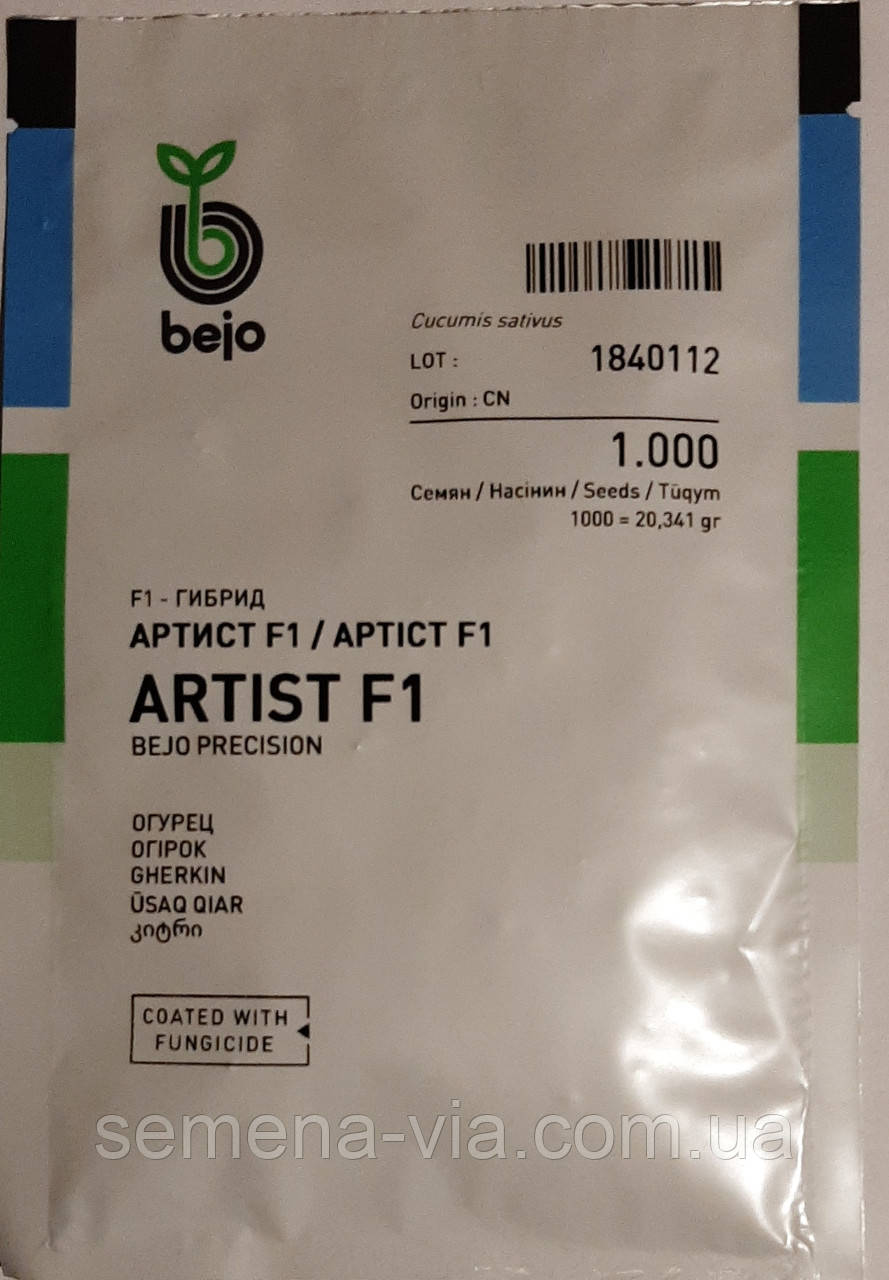 bejo
Cucumis sativus
LOT : 1840112
Origin : CN
1.000
Семян / Насінин / Seeds / Tūqym
1000 = 20,341 gr
F1 - ГИБРИД
АРТИСТ F1 / АРТІСТ F1
ARTIST F1
BEJO PRECISION
ОГУРЕЦ
ОГІРОК
GHERKIN
ŪSAQ QIAR
კიტრი
COATED WITH
FUNGICIDE
semena-via.com.ua